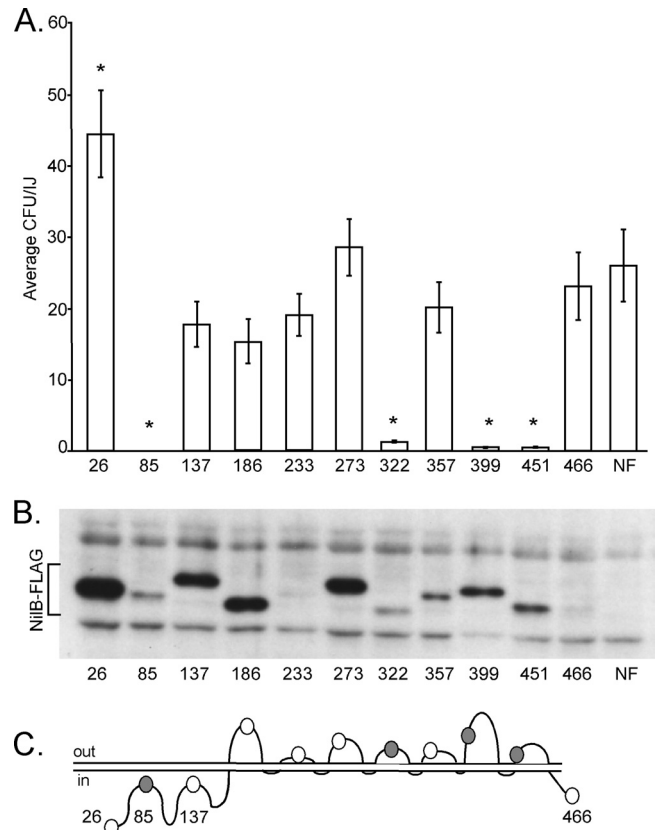 A.
60
50
40
30
20
10
0
Average CFU/IJ
* * * * *
26 85 137 186 233 273 322 357 399 451 466 NF
B.
NilB-FLAG
26 85 137 186 233 273 322 357 399 451 466 NF
C.
out
in
26 85 137 466